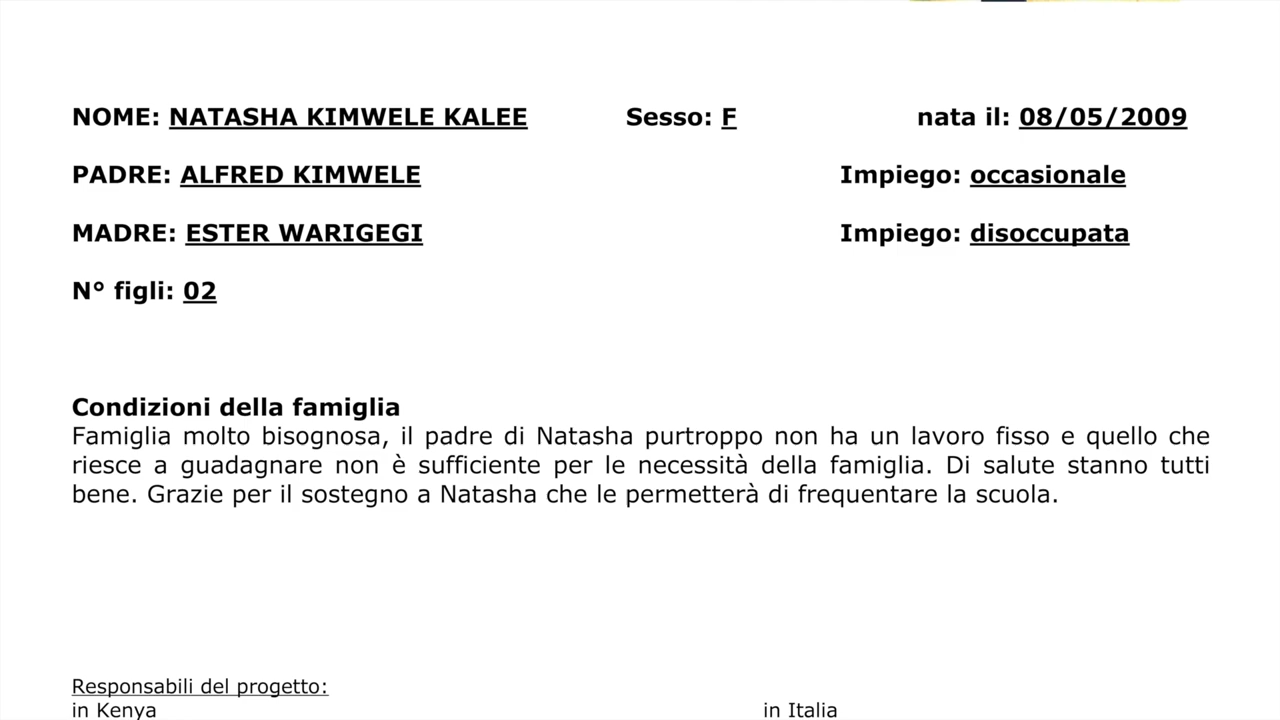 NOME: NATASHA KIMWELE KALEE Sesso: F nata il: 08/05/2009
PADRE: ALFRED KIMWELE Impiego: occasionale
MADRE: ESTER WARIGEGI Impiego: disoccupata
N° figli: 02
Condizioni della famiglia
Famiglia molto bisognosa, il padre di Natasha purtroppo non ha un lavoro fisso e quello che
riesce a guadagnare non è sufficiente per le necessità della famiglia. Di salute stanno tutti
bene. Grazie per il sostegno a Natasha che le permetterà di frequentare la scuola.
Responsabili del progetto:
in Kenya in Italia